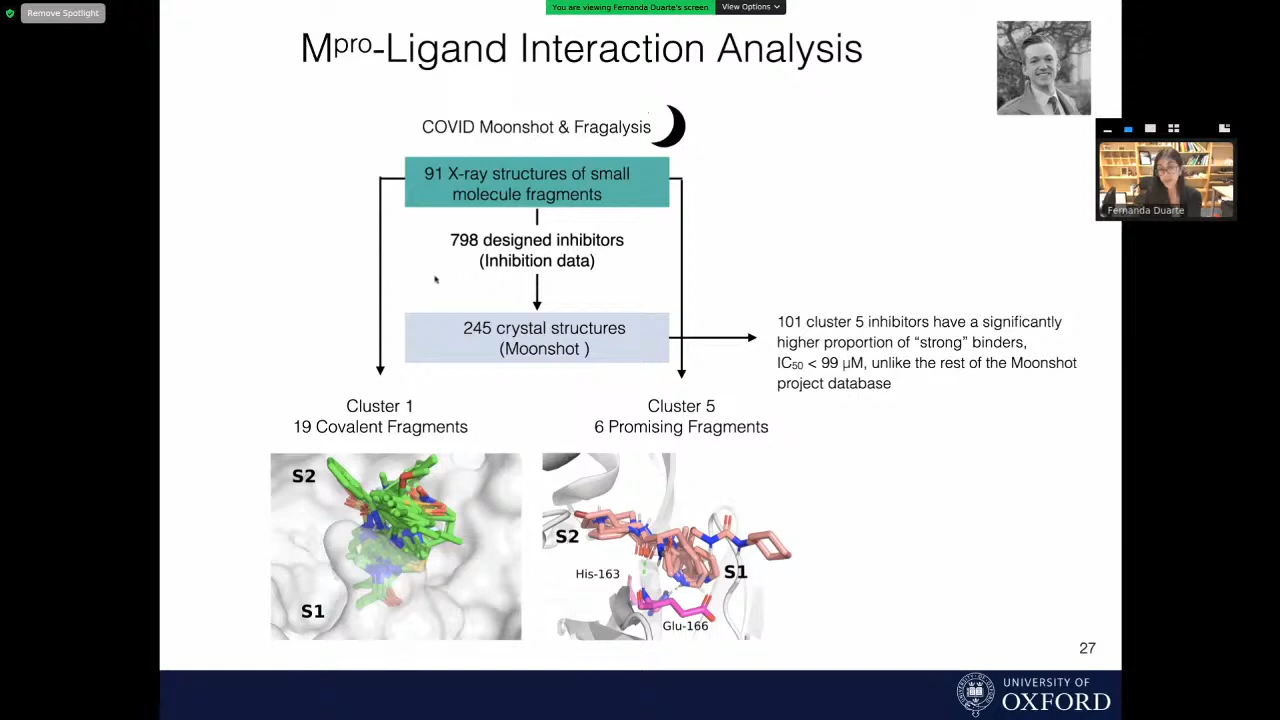 Remove Spotlight
You are viewing Fernanda Duarte's screen
View Options
Mpro-Ligand Interaction Analysis
COVID Moonshot & Fragalysis
91 X-ray structures of small
molecule fragments
798 designed inhibitors
(Inhibition data)
245 crystal structures
(Moonshot )
101 cluster 5 inhibitors have a significantly
higher proportion of “strong” binders,
IC50 < 99 µM, unlike the rest of the Moonshot
project database
Cluster 1
19 Covalent Fragments
Cluster 5
6 Promising Fragments
S2
S1
S2
His-163
S1
Glu-166
Fernanda Duarte
27
UNIVERSITY OF
OXFORD